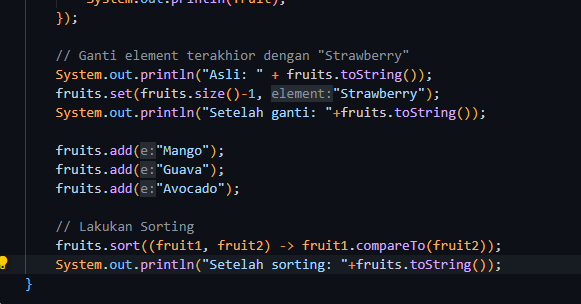 System.out.println(fruit);
});
// Ganti element terakhior dengan "Strawberry"
System.out.println("Asli: " + fruits.toString());
fruits.set(fruits.size()-1, element:"Strawberry");
System.out.println("Setelah ganti: "+fruits.toString());
fruits.add(e:"Mango");
fruits.add(e:"Guava");
fruits.add(e:"Avocado");
// Lakukan Sorting
fruits.sort((fruit1, fruit2) -> fruit1.compareTo(fruit2));
System.out.println("Setelah sorting: "+fruits.toString());
}